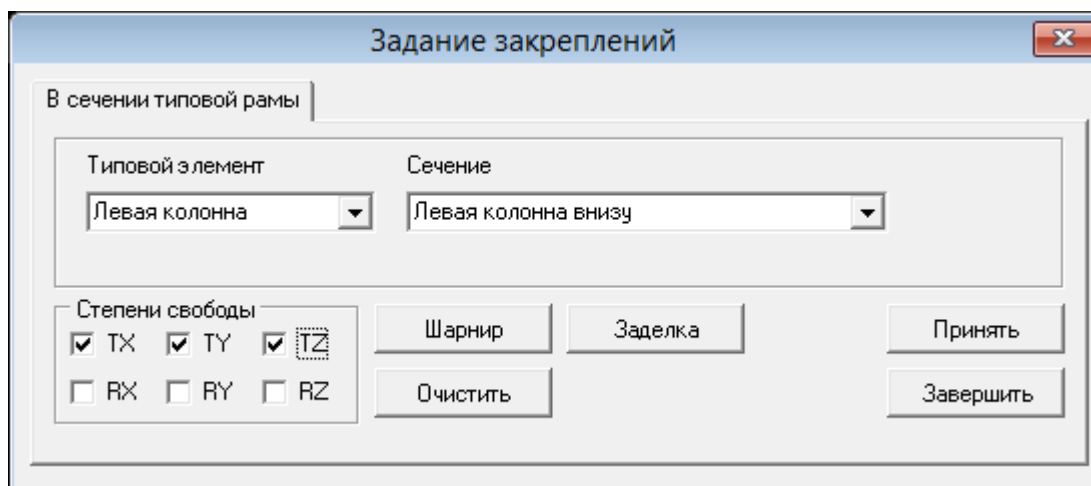 Задание закреплений
В сечении типовой рамы
Типовой элемент Сечение
Левая колонна Левая колонна внизу
Степени свободы
TX TY TZ Шарнир Заделка Принять
RX RY RZ Очистить Завершить